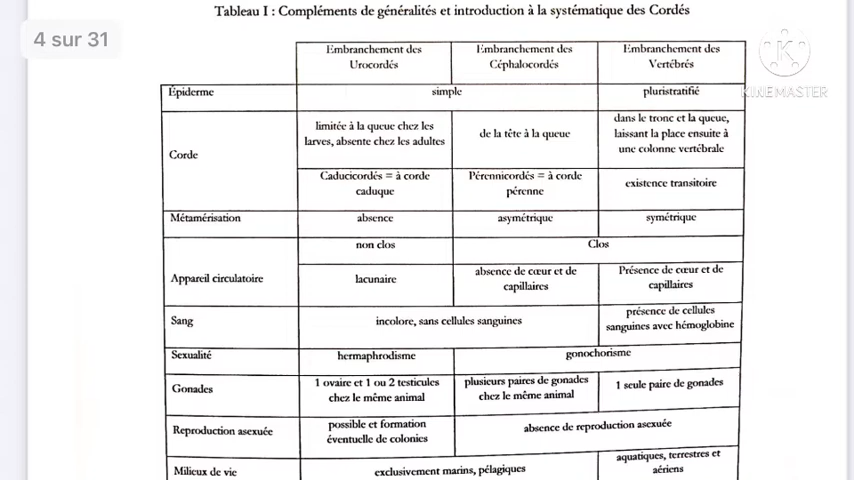 Tableau I : Compléments de généralités et introduction à la systématique des Cordés
4 sur 31
K
KINEMASTER
Embranchement des
Urocordés
Embranchement des
Céphalocordés
Embranchement des
Vertébrés
Épiderme
simple
pluristratifié
Corde
limitée à la queue chez les
larves, absente chez les adultes
de la tête à la queue
dans le tronc et la queue,
laissant la place ensuite à
une colonne vertébrale
Caducicordés = à corde
caduque
Pérennicordés = à corde
pérenne
existence transitoire
Métamérisation
absence
asymétrique
symétrique
Appareil circulatoire
non clos
Clos
lacunaire
absence de cœur et de
capillaires
Présence de cœur et de
capillaires
Sang
incolore, sans cellules sanguines
présence de cellules
sanguines avec hémoglobine
Sexualité
hermaphrodisme
gonochorisme
Gonades
1 ovaire et 1 ou 2 testicules
chez le même animal
plusieurs paires de gonades
chez le même animal
1 seule paire de gonades
Reproduction asexuée
possible et formation
éventuelle de colonies
absence de reproduction asexuée
Milieux de vie
exclusivement marins, pélagiques
aquatiques, terrestres et
aériens